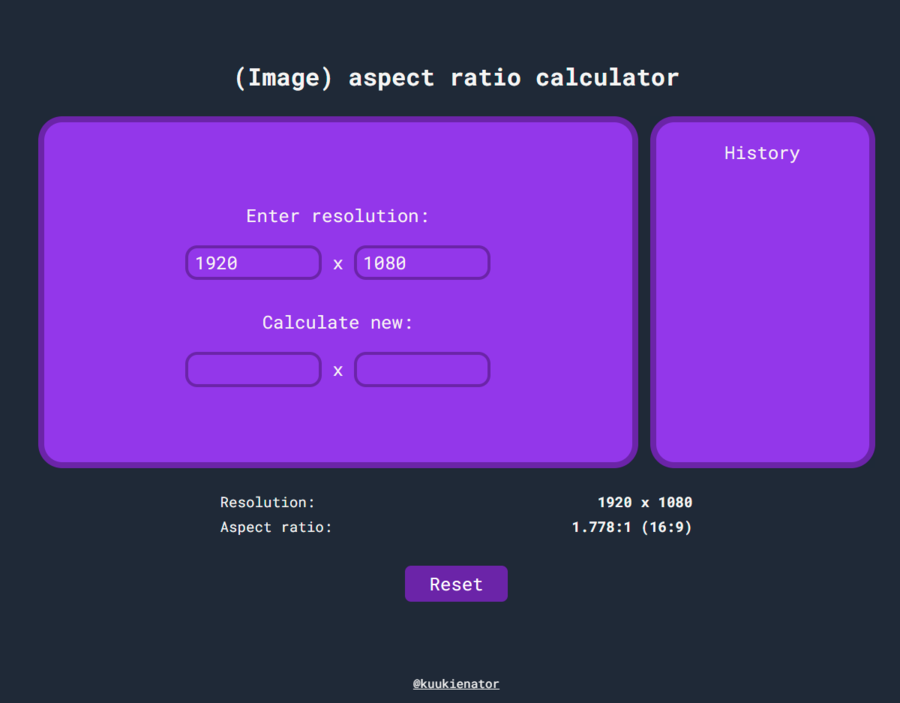 (Image) aspect ratio calculator
Enter resolution:
1920 x 1080
Calculate new:
x
History
Resolution: 1920 x 1080
Aspect ratio: 1.778:1 (16:9)
Reset
@kuukienator